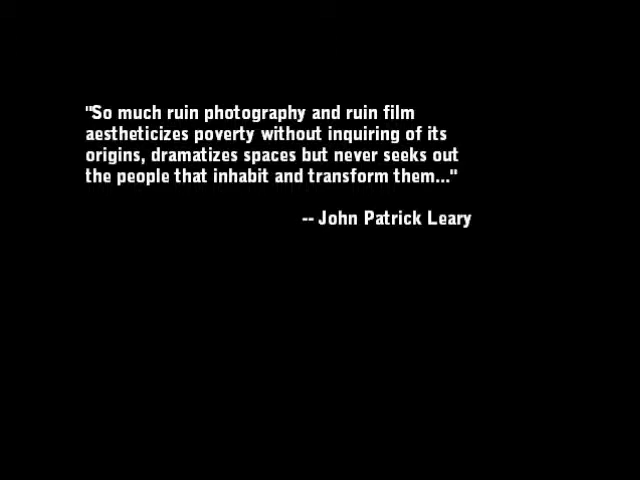 "So much ruin photography and ruin film
aestheticizes poverty without inquiring of its
origins, dramatizes spaces but never seeks out
the people that inhabit and transform them..."
-- John Patrick Leary